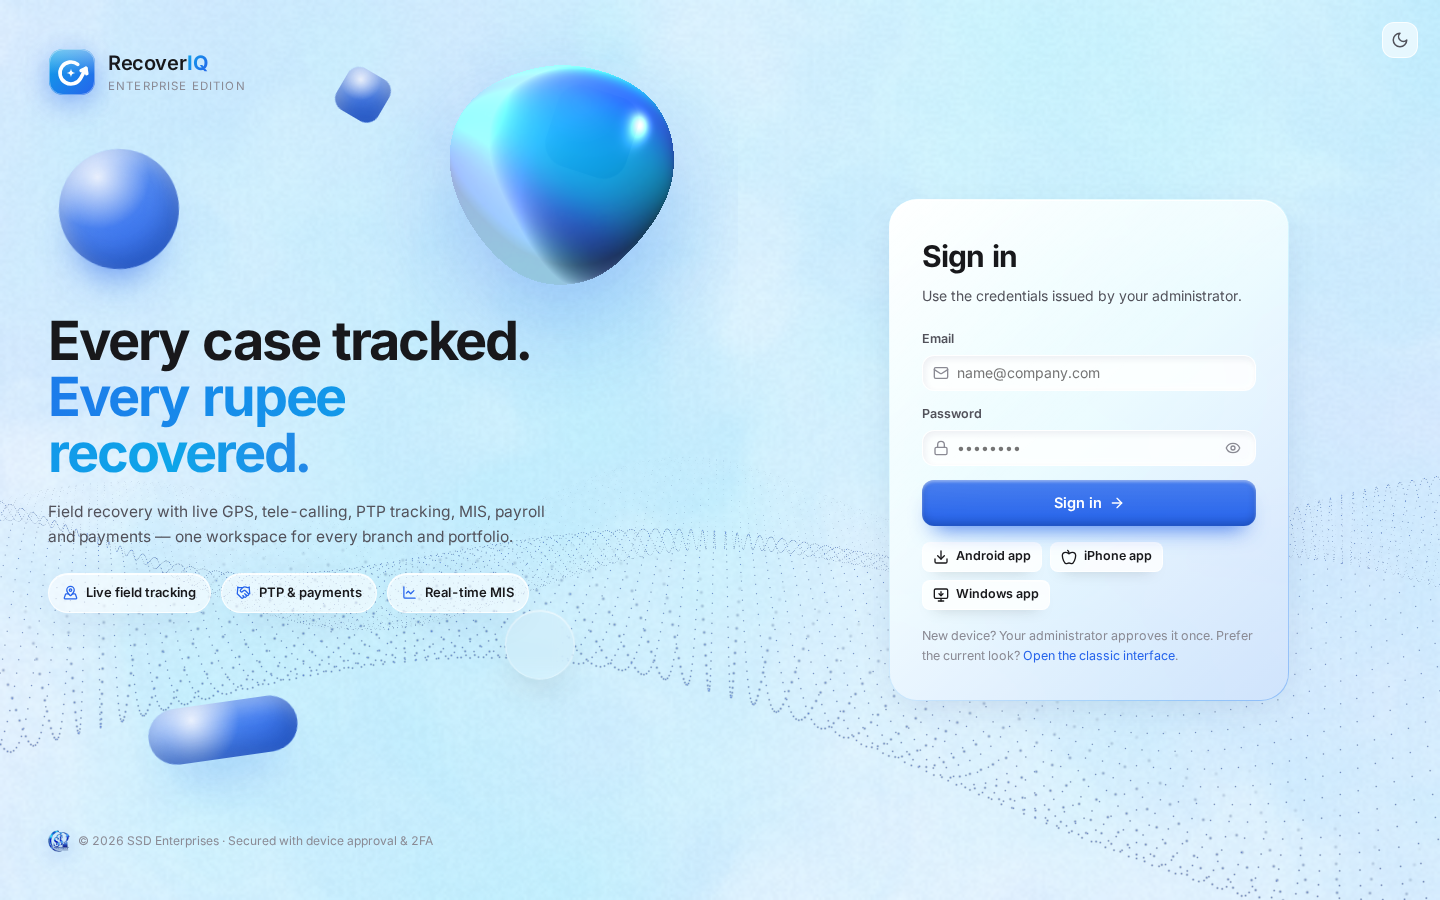 RecoverIQ
ENTERPRISE EDITION
Every case tracked.
Every rupee
recovered.
Field recovery with live GPS, tele-calling, PTP tracking, MIS, payroll
and payments — one workspace for every branch and portfolio.
Live field tracking
PTP & payments
Real-time MIS
© 2026 SSD Enterprises · Secured with device approval & 2FA
Sign in
Use the credentials issued by your administrator.
Email
name@company.com
Password
••••••••
Sign in
Android app
iPhone app
Windows app
New device? Your administrator approves it once. Prefer
the current look? Open the classic interface.